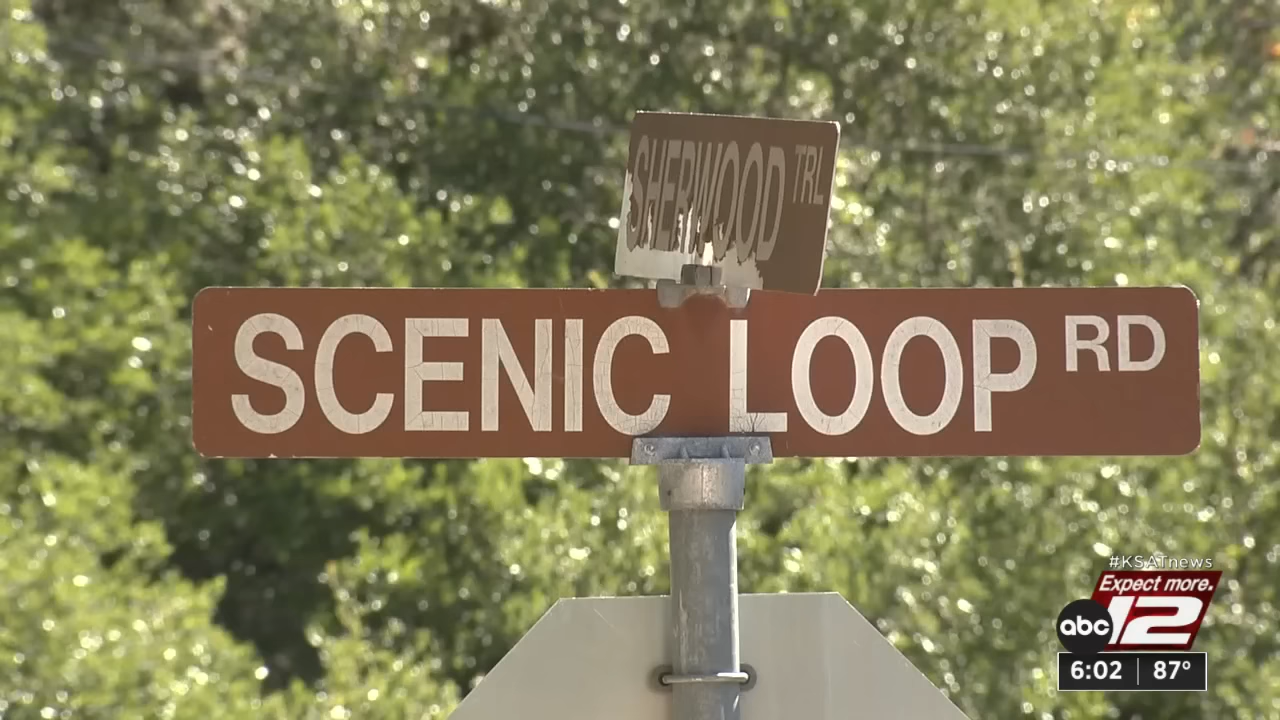 SHERWOOD TRL
SCENIC LOOP RD
#KSATnews
Expect more.
abc 12
6:02 87°